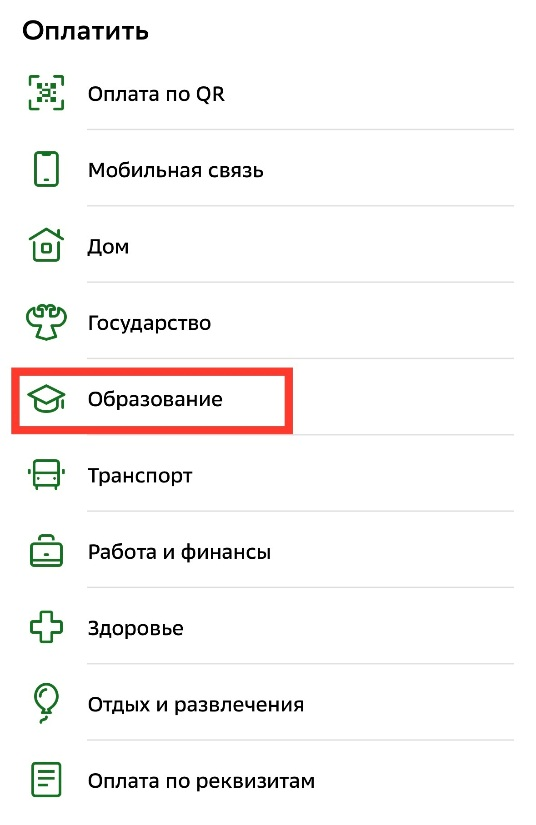 Оплатить
Оплата по QR
Мобильная связь
Дом
Государство
Образование
Транспорт
Работа и финансы
Здоровье
Отдых и развлечения
Оплата по реквизитам